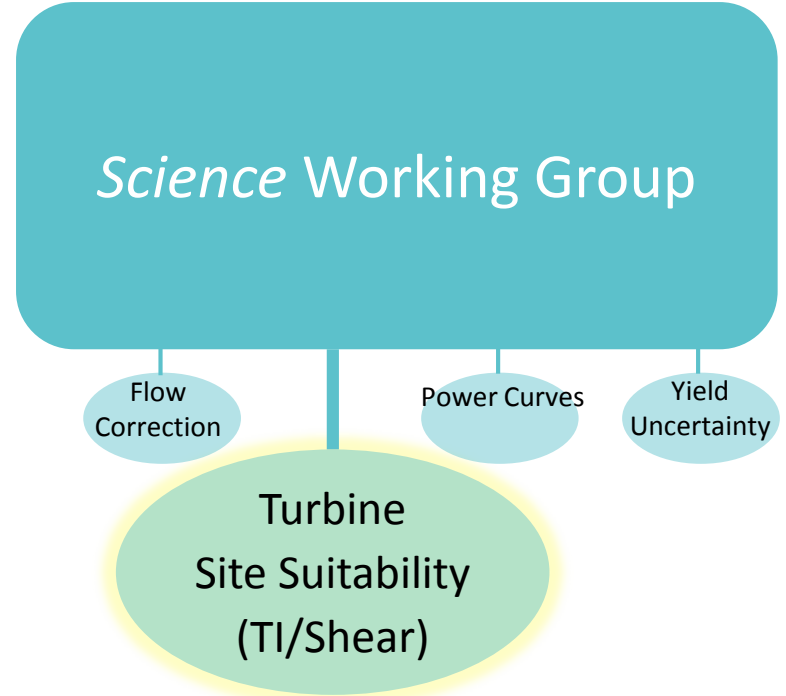 Science Working Group
Flow
Correction
Power Curves
Yield
Uncertainty
Turbine
Site Suitability
(TI/Shear)